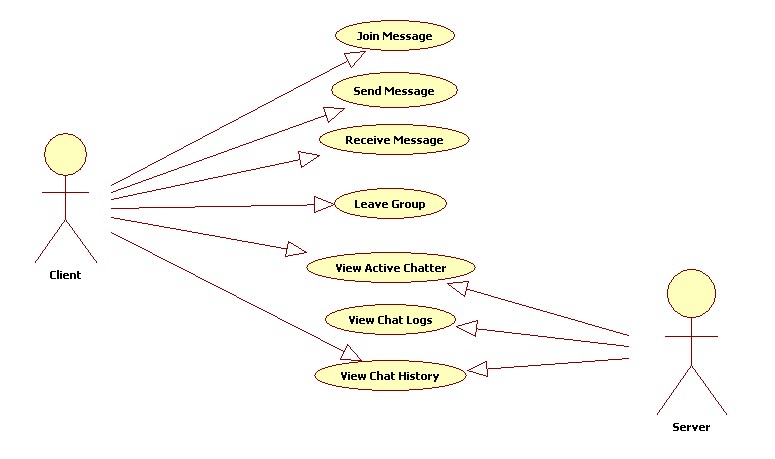 Join Message
Send Message
Receive Message
Leave Group
Client
View Active Chatter
View Chat Logs
View Chat History
Server